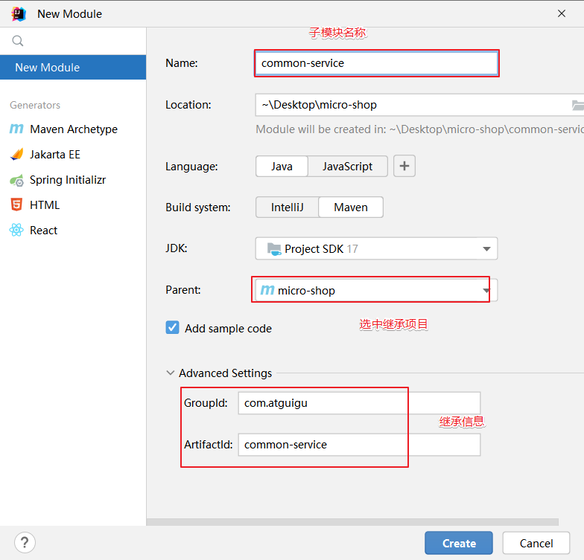 New Module
子模块名称
New Module
Name:
common-service
Location:
~\Desktop\micro-shop
Module will be created in: ~\Desktop\micro-shop\common-servic
Generators
Maven Archetype
Jakarta EE
Spring Initializr
HTML
React
Language:
Java
JavaScript
+
Build system:
IntelliJ
Maven
JDK:
Project SDK 17
Parent:
micro-shop
选中继承项目
Add sample code
Advanced Settings
GroupId:
com.atguigu
继承信息
ArtifactId:
common-service
?
Create
Cancel